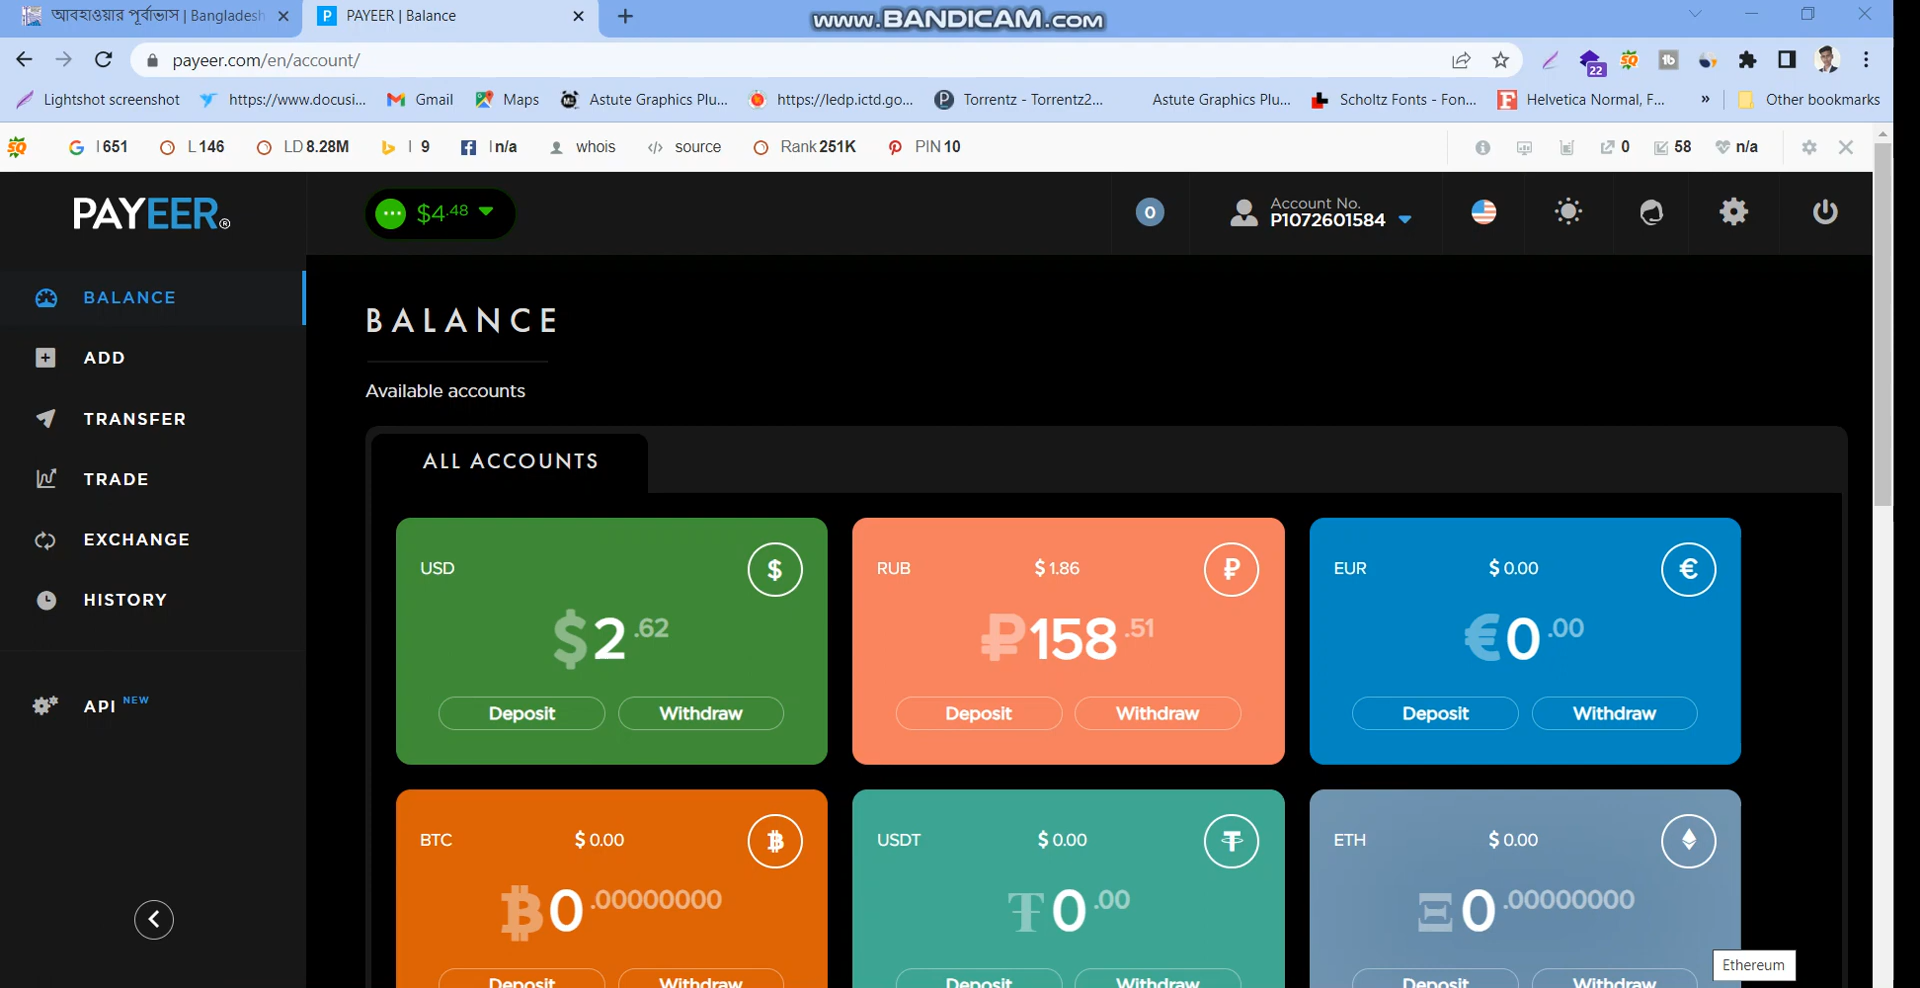 আবহাওয়ার পূর্বাভাস | Bangladesh
PAYEER | Balance
www.BANDICAM.com
payeer.com/en/account/
22
Lightshot screenshot
https://www.docusi...
Gmail
Maps
Astute Graphics Plu...
https://ledp.ictd.go...
Torrentz - Torrentz2...
Astute Graphics Plu...
Scholtz Fonts - Fon...
Helvetica Normal, F...
»
Other bookmarks
SQ
I 651
L 146
LD 8.28M
I 9
I n/a
whois
source
Rank 251K
PIN 10
0
58
n/a
PAYEER®
$4.48
0
Account No.
P1072601584
BALANCE
ADD
TRANSFER
TRADE
EXCHANGE
HISTORY
API NEW
BALANCE
Available accounts
ALL ACCOUNTS
USD
$
$2.62
Deposit
Withdraw
RUB
$ 1.86
₽
₽158.51
Deposit
Withdraw
EUR
$ 0.00
€
€0.00
Deposit
Withdraw
BTC
$ 0.00
₿0.00000000
Deposit
Withdraw
USDT
$ 0.00
₮0.00
Deposit
Withdraw
ETH
$ 0.00
Ξ0.00000000
Deposit
Withdraw
Ethereum